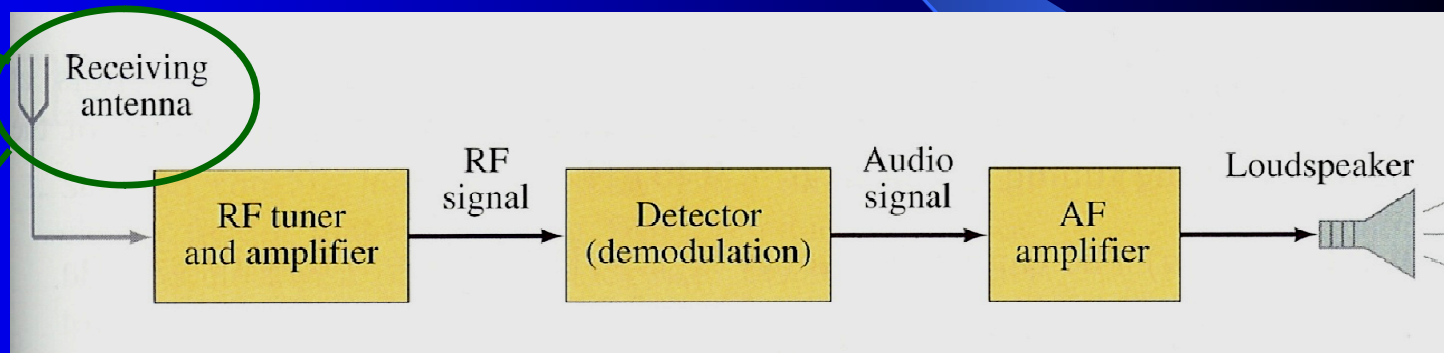 Receiving
antenna
RF tuner
and amplifier
RF
signal
Detector
(demodulation)
Audio
signal
AF
amplifier
Loudspeaker